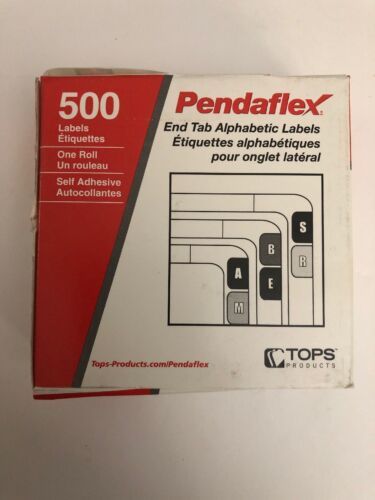 500
Labels
Étiquettes
One Roll
Un rouleau
Self Adhesive
Autocollantes
Pendaflex®
End Tab Alphabetic Labels
Étiquettes alphabétiques
pour onglet latéral
S
B
R
A
E
M
Tops-Products.com/Pendaflex
TOPS™
PRODUCTS